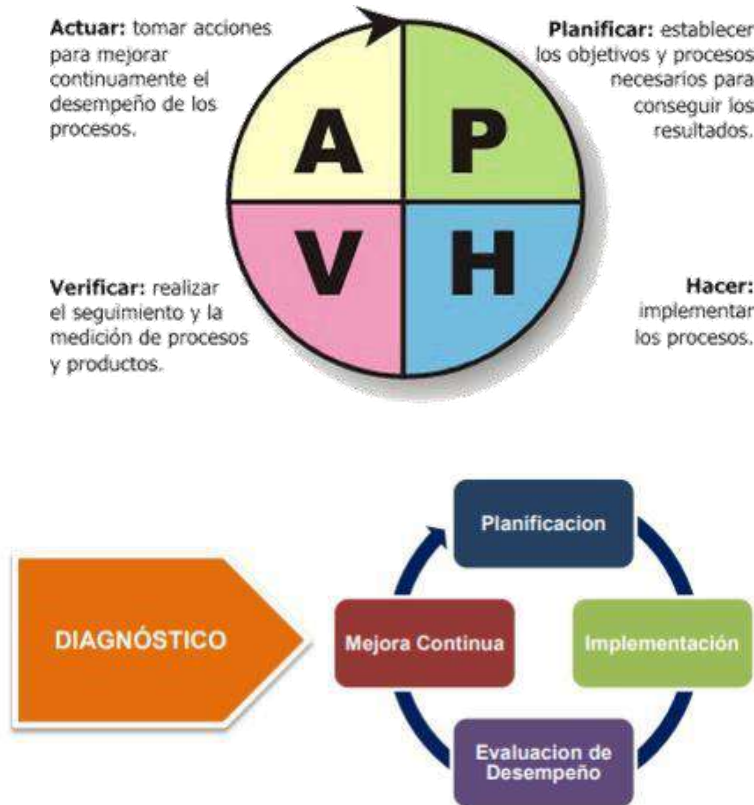 Actuar: tomar acciones
para mejorar
continuamente el
desempeño de los
procesos.
Planificar: establecer
los objetivos y procesos
necesarios para
conseguir los
resultados.
A
P
V
H
Verificar: realizar
el seguimiento y la
medición de procesos
y productos.
Hacer:
implementar
los procesos.
DIAGNÓSTICO
Planificacion
Mejora Continua
Implementación
Evaluacion de
Desempeño